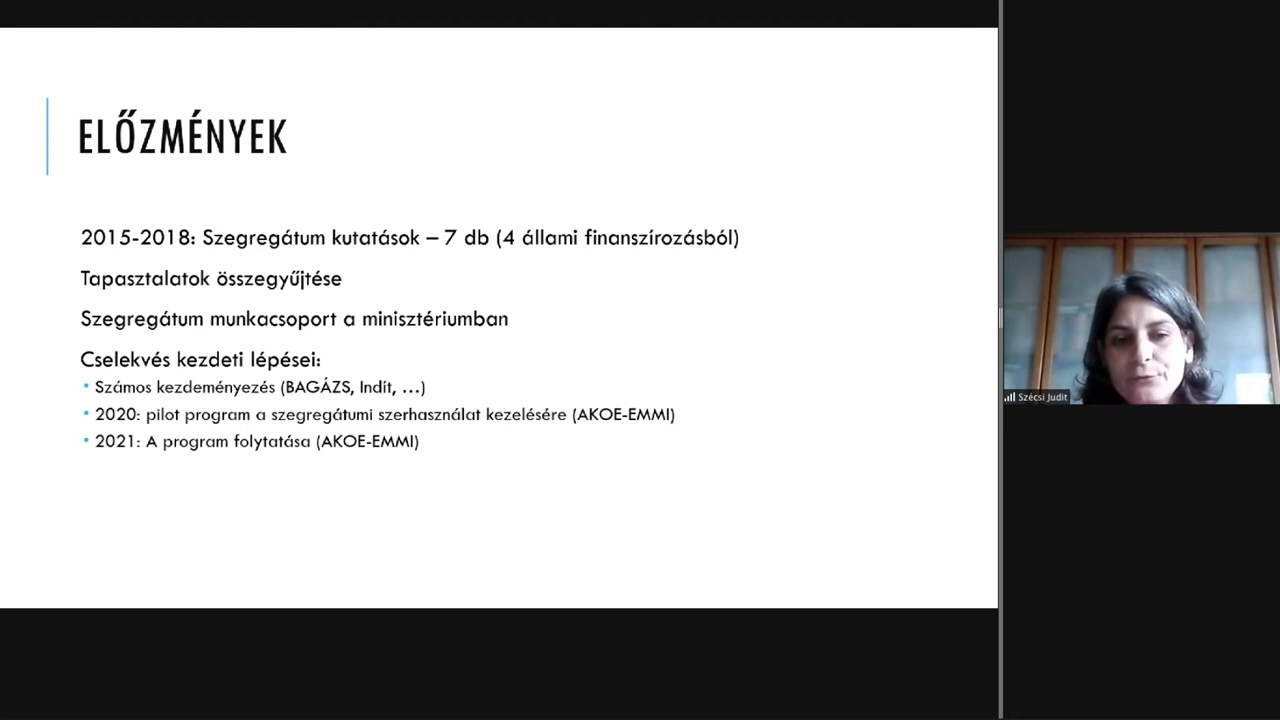 ELŐZMÉNYEK
2015-2018: Szegregátum kutatások – 7 db (4 állami finanszírozásból)
Tapasztalatok összegyűjtése
Szegregátum munkacsoport a minisztériumban
Cselekvés kezdeti lépései:
Számos kezdeményezés (BAGÁZS, Indít, ...)
2020: pilot program a szegregátumi szerhasználat kezelésére (AKOE-EMMI)
2021: A program folytatása (AKOE-EMMI)
Szécsi Judit